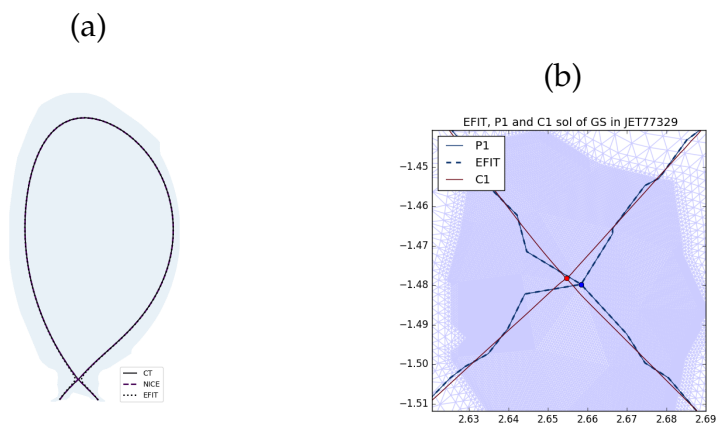 (a)
CT
NICE
EFIT
(b)
EFIT, P1 and C1 sol of GS in JET77329
P1
EFIT
C1
−1.45
−1.46
−1.47
−1.48
−1.49
−1.50
−1.51
2.63 2.64 2.65 2.66 2.67 2.68 2.69